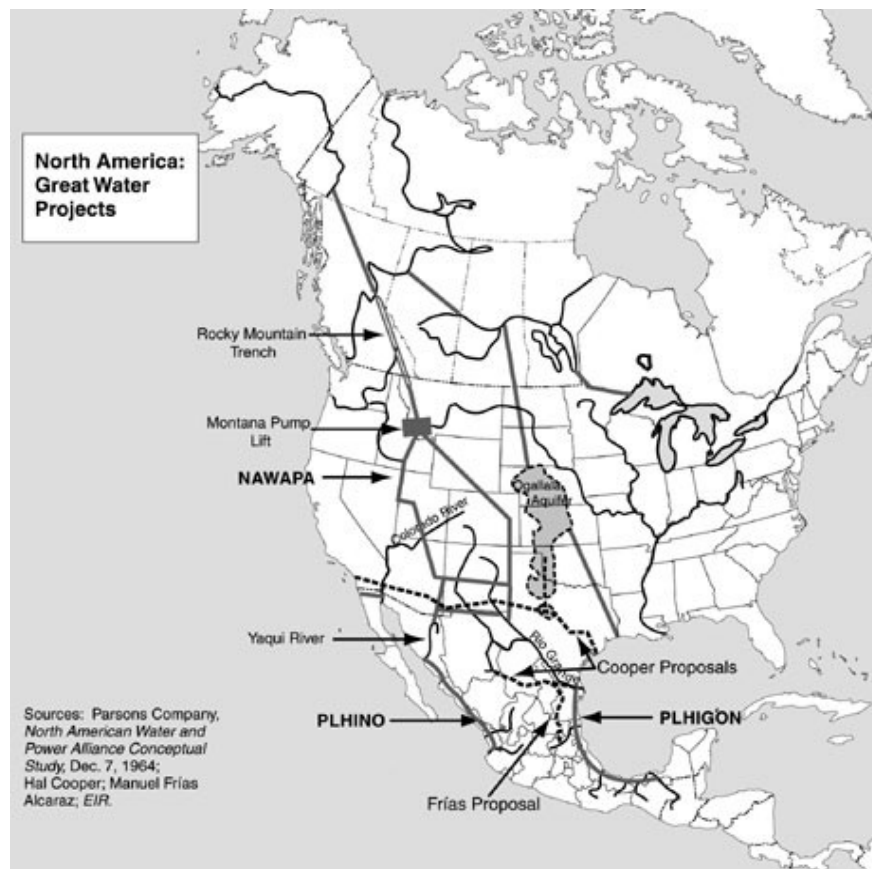 North America:
Great Water
Projects
Rocky Mountain
Trench
Montana Pump
Lift
NAWAPA
Ogallala
Aquifer
Colorado River
Yaqui River
Rio Grande
Cooper Proposals
PLHINO
PLHIGON
Frías Proposal
Sources: Parsons Company,
North American Water and
Power Alliance Conceptual
Study, Dec. 7, 1964;
Hal Cooper; Manuel Frías
Alcaraz; EIR.